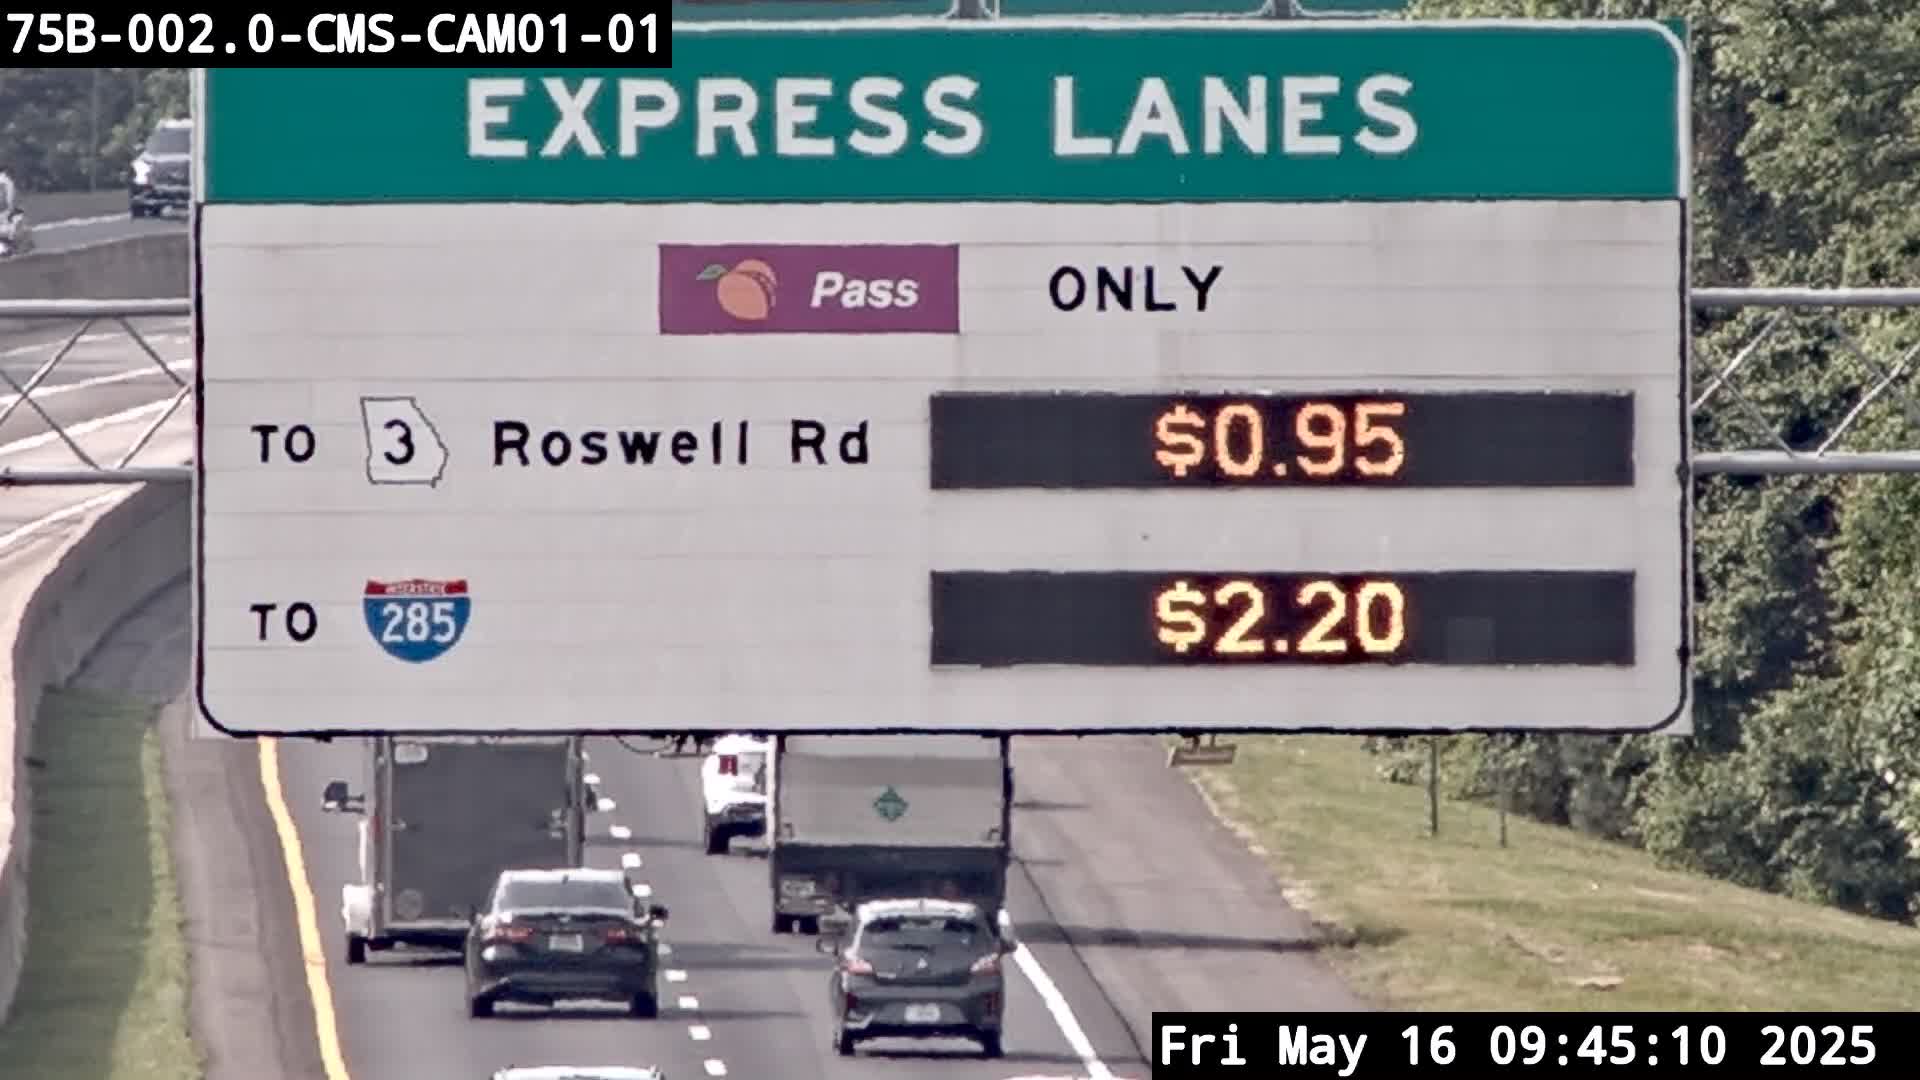 75B-002.0-CMS-CAM01-01
EXPRESS LANES
Pass ONLY
TO 3 Roswell Rd $0.95
INTERSTATE
TO 285 $2.20
Fri May 16 09:45:10 2025